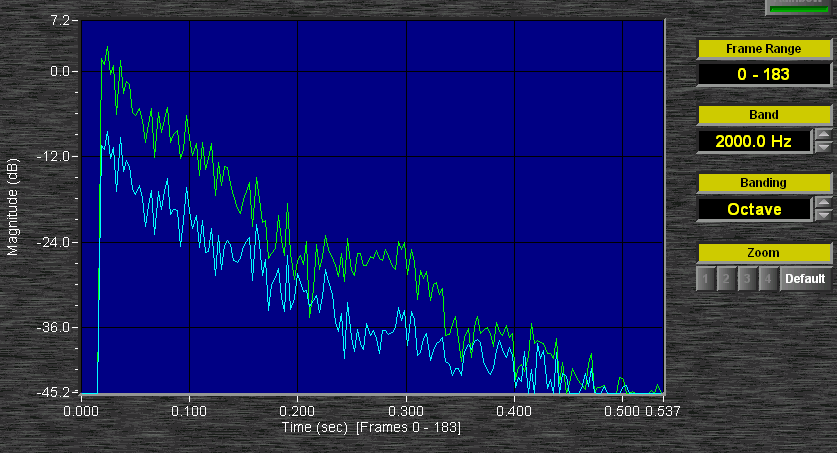 7.2
0.0
-12.0
-24.0
-36.0
-45.2
Magnitude (dB)
0.000 0.100 0.200 0.300 0.400 0.500 0.537
Time (sec) [Frames 0 - 183]
Frame Range
0 - 183
Band
2000.0 Hz
Banding
Octave
Zoom
1 2 3 4 Default